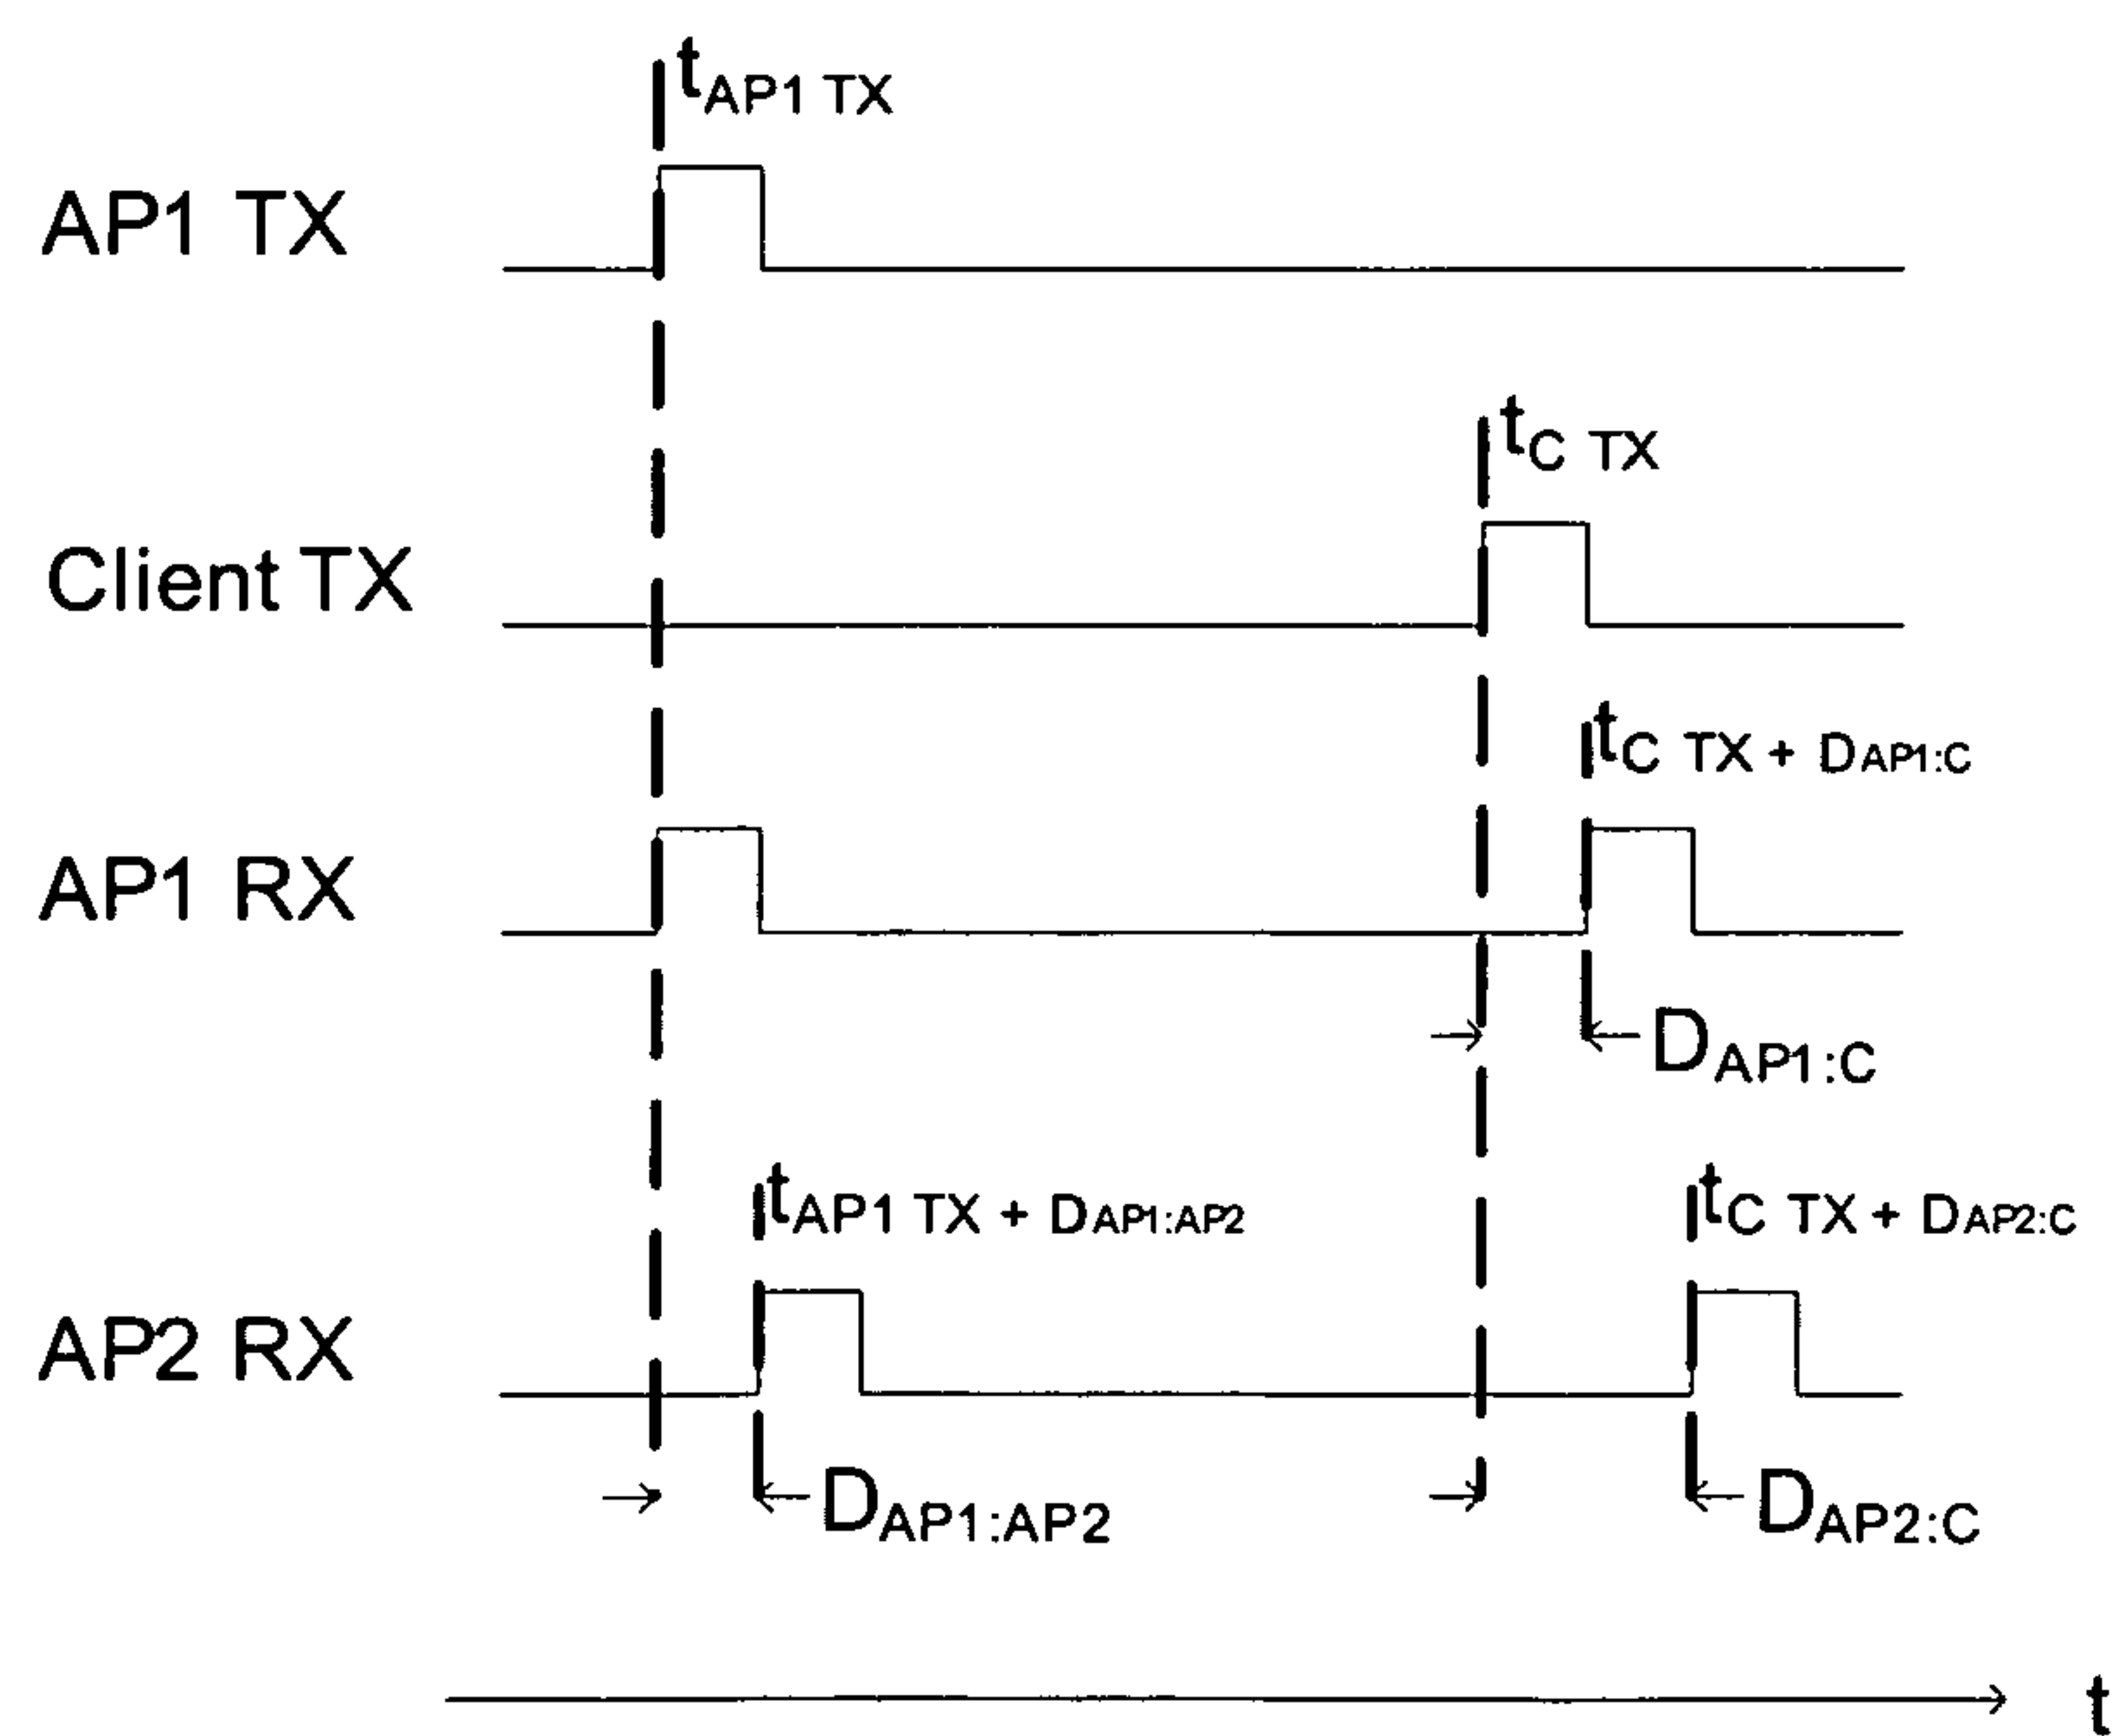 tAP1 TX
AP1 TX
tC TX
Client TX
tC TX + DAP1:C
AP1 RX
DAP1:C
tAP1 TX + DAP1:AP2
tC TX + DAP2:C
AP2 RX
DAP1:AP2
DAP2:C
t